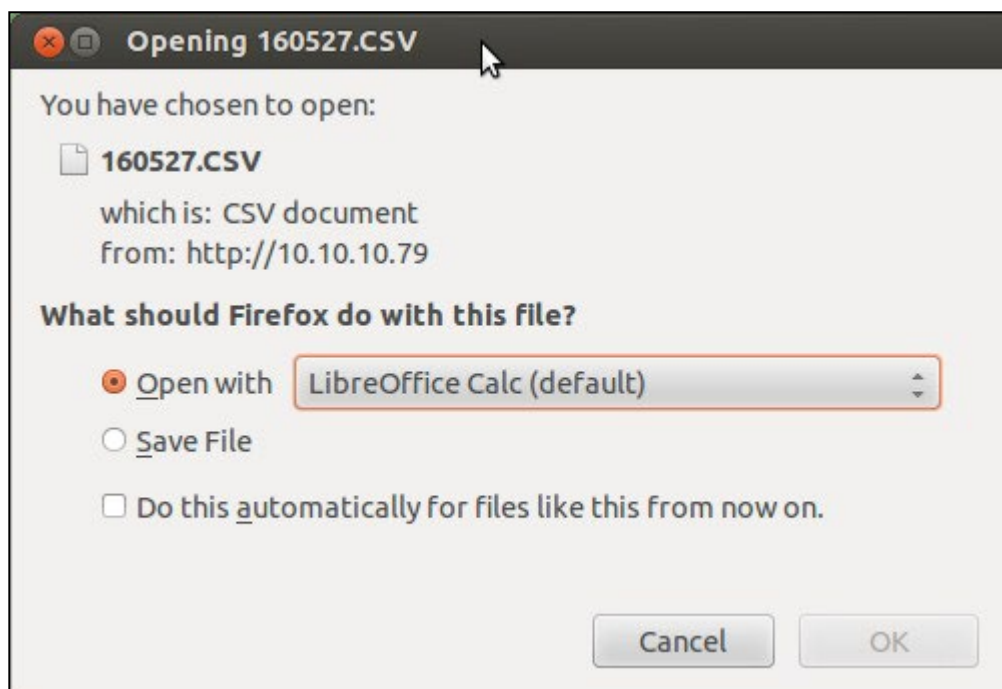 Opening 160527.CSV
You have chosen to open:
160527.CSV
which is: CSV document
from: http://10.10.10.79
What should Firefox do with this file?
Open with LibreOffice Calc (default)
Save File
Do this automatically for files like this from now on.
Cancel OK